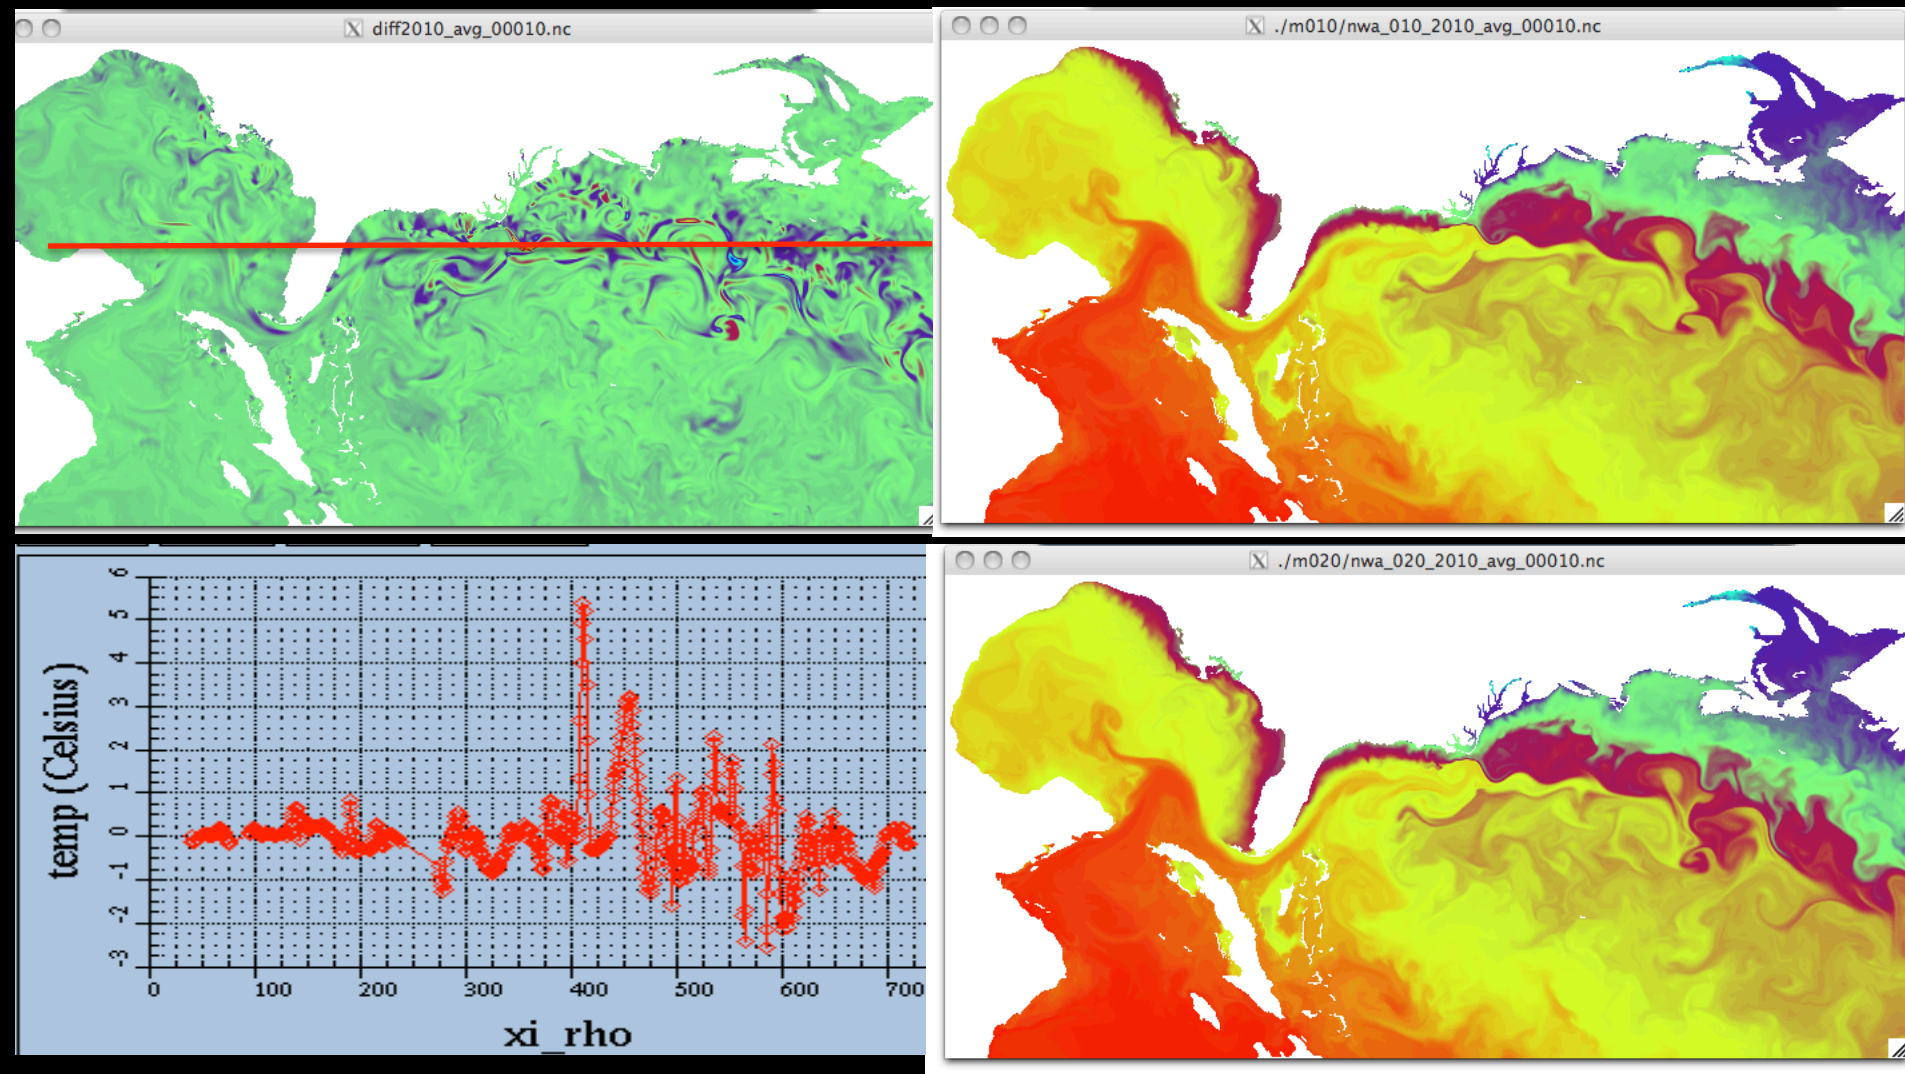 diff2010_avg_00010.nc
./m010/nwa_010_2010_avg_00010.nc
6
5
4
3
2
1
0
-1
-2
-3
temp (Celsius)
0 100 200 300 400 500 600 700
xi_rho
./m020/nwa_020_2010_avg_00010.nc